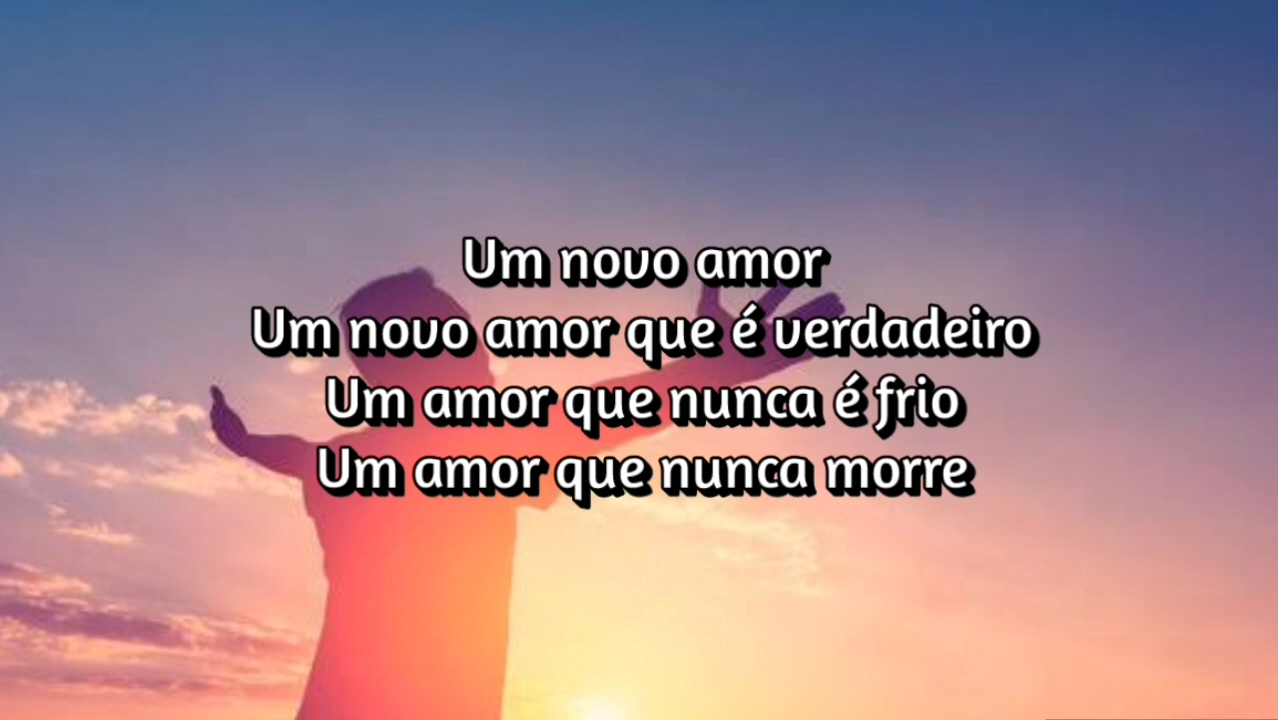 Um novo amor
Um novo amor que é verdadeiro
Um amor que nunca é frio
Um amor que nunca morre